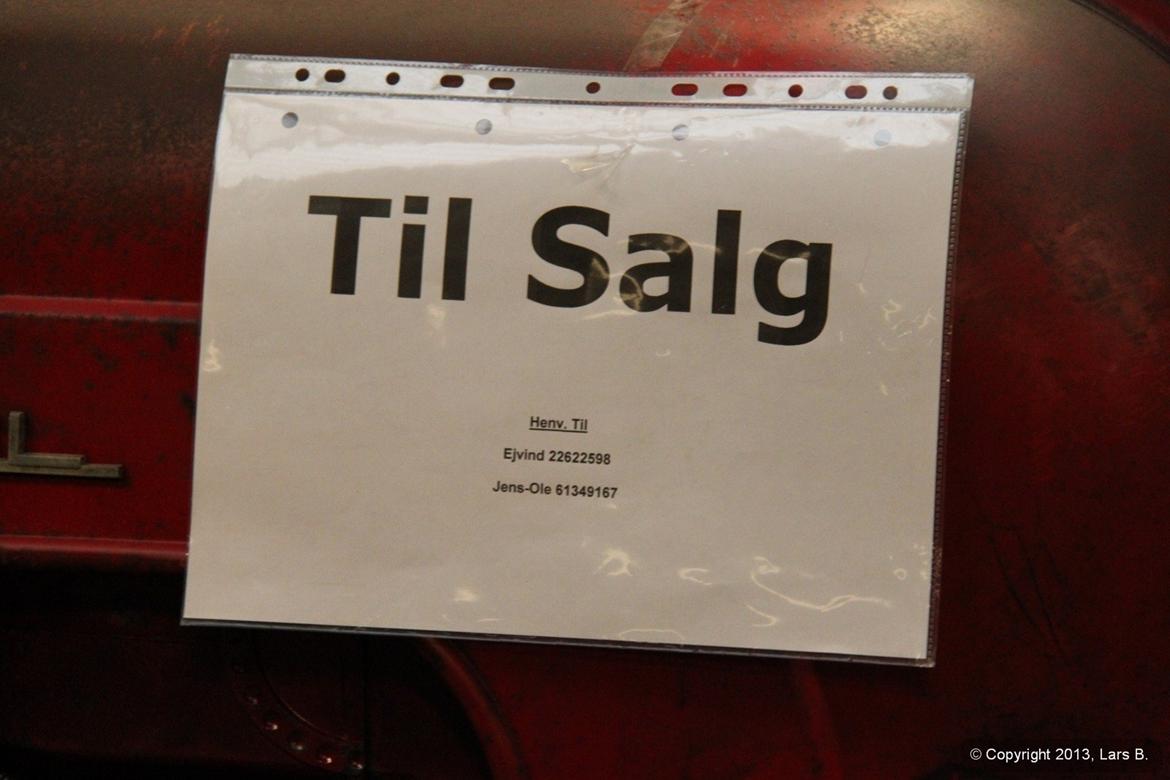 Til Salg
Henv. Til
Ejvind 22622598
Jens-Ole 61349167
© Copyright 2013, Lars B.